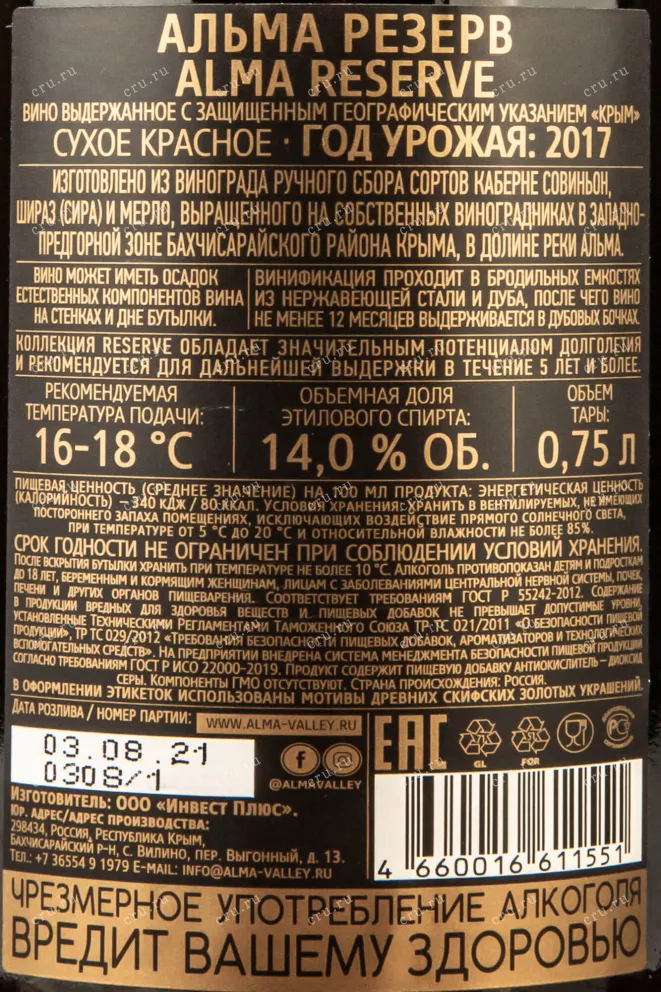 АЛЬМА РЕЗЕРВ
ALMA RESERVE
ВИНО ВЫДЕРЖАННОЕ С ЗАЩИЩЕННЫМ ГЕОГРАФИЧЕСКИМ УКАЗАНИЕМ «КРЫМ»
СУХОЕ КРАСНОЕ · ГОД УРОЖАЯ: 2017
ИЗГОТОВЛЕНО ИЗ ВИНОГРАДА РУЧНОГО СБОРА СОРТОВ КАБЕРНЕ СОВИНЬОН,
ШИРАЗ (СИРА) И МЕРЛО, ВЫРАЩЕННОГО НА СОБСТВЕННЫХ ВИНОГРАДНИКАХ В ЗАПАДНО-
ПРЕДГОРНОЙ ЗОНЕ БАХЧИСАРАЙСКОГО РАЙОНА КРЫМА, В ДОЛИНЕ РЕКИ АЛЬМА.
ВИНО МОЖЕТ ИМЕТЬ ОСАДОК
ЕСТЕСТВЕННЫХ КОМПОНЕНТОВ ВИНА
НА СТЕНКАХ И ДНЕ БУТЫЛКИ.
ВИНИФИКАЦИЯ ПРОХОДИТ В БРОДИЛЬНЫХ ЕМКОСТЯХ
ИЗ НЕРЖАВЕЮЩЕЙ СТАЛИ И ДУБА, ПОСЛЕ ЧЕГО ВИНО
НЕ МЕНЕЕ 12 МЕСЯЦЕВ ВЫДЕРЖИВАЕТСЯ В ДУБОВЫХ БОЧКАХ.
КОЛЛЕКЦИЯ RESERVE ОБЛАДАЕТ ЗНАЧИТЕЛЬНЫМ ПОТЕНЦИАЛОМ ДОЛГОЛЕТИЯ
И РЕКОМЕНДУЕТСЯ ДЛЯ ДАЛЬНЕЙШЕЙ ВЫДЕРЖКИ В ТЕЧЕНИЕ 5 ЛЕТ И БОЛЕЕ.
РЕКОМЕНДУЕМАЯ
ТЕМПЕРАТУРА ПОДАЧИ:
16-18 °C
ОБЪЕМНАЯ ДОЛЯ
ЭТИЛОВОГО СПИРТА:
14,0 % ОБ.
ОБЪЕМ
ТАРЫ:
0,75 Л
ПИЩЕВАЯ ЦЕННОСТЬ (СРЕДНЕЕ ЗНАЧЕНИЕ) НА 100 МЛ ПРОДУКТА: ЭНЕРГЕТИЧЕСКАЯ ЦЕННОСТЬ
(КАЛОРИЙНОСТЬ) – 340 КДЖ / 80 ККАЛ. УСЛОВИЯ ХРАНЕНИЯ: ХРАНИТЬ В ВЕНТИЛИРУЕМЫХ, НЕ ИМЕЮЩИХ
ПОСТОРОННЕГО ЗАПАХА ПОМЕЩЕНИЯХ, ИСКЛЮЧАЮЩИХ ВОЗДЕЙСТВИЕ ПРЯМОГО СОЛНЕЧНОГО СВЕТА,
ПРИ ТЕМПЕРАТУРЕ ОТ 5 °C ДО 20 °C И ОТНОСИТЕЛЬНОЙ ВЛАЖНОСТИ НЕ БОЛЕЕ 85%.
СРОК ГОДНОСТИ НЕ ОГРАНИЧЕН ПРИ СОБЛЮДЕНИИ УСЛОВИЙ ХРАНЕНИЯ.
ПОСЛЕ ВСКРЫТИЯ БУТЫЛКИ ХРАНИТЬ ПРИ ТЕМПЕРАТУРЕ НЕ БОЛЕЕ 10 °C. АЛКОГОЛЬ ПРОТИВОПОКАЗАН ДЕТЯМ И ПОДРОСТКАМ
ДО 18 ЛЕТ, БЕРЕМЕННЫМ И КОРМЯЩИМ ЖЕНЩИНАМ, ЛИЦАМ С ЗАБОЛЕВАНИЯМИ ЦЕНТРАЛЬНОЙ НЕРВНОЙ СИСТЕМЫ, ПОЧЕК,
ПЕЧЕНИ И ДРУГИХ ОРГАНОВ ПИЩЕВАРЕНИЯ. СООТВЕТСТВУЕТ ТРЕБОВАНИЯМ ГОСТ Р 55242-2012. СОДЕРЖАНИЕ
В ПРОДУКЦИИ ВРЕДНЫХ ДЛЯ ЗДОРОВЬЯ ВЕЩЕСТВ И ПИЩЕВЫХ ДОБАВОК НЕ ПРЕВЫШАЕТ ДОПУСТИМЫЕ УРОВНИ,
УСТАНОВЛЕННЫЕ ТЕХНИЧЕСКИМИ РЕГЛАМЕНТАМИ ТАМОЖЕННОГО СОЮЗА ТР ТС 021/2011 «О БЕЗОПАСНОСТИ ПИЩЕВОЙ
ПРОДУКЦИИ», ТР ТС 029/2012 «ТРЕБОВАНИЯ БЕЗОПАСНОСТИ ПИЩЕВЫХ ДОБАВОК, АРОМАТИЗАТОРОВ И ТЕХНОЛОГИЧЕСКИХ
ВСПОМОГАТЕЛЬНЫХ СРЕДСТВ». НА ПРЕДПРИЯТИИ ВНЕДРЕНА СИСТЕМА МЕНЕДЖМЕНТА БЕЗОПАСНОСТИ ПИЩЕВОЙ ПРОДУКЦИИ
СОГЛАСНО ТРЕБОВАНИЯМ ГОСТ Р ИСО 22000-2019. ПРОДУКТ СОДЕРЖИТ ПИЩЕВУЮ ДОБАВКУ АНТИОКИСЛИТЕЛЬ – ДИОКСИД
СЕРЫ. КОМПОНЕНТЫ ГМО ОТСУТСТВУЮТ. СТРАНА ПРОИСХОЖДЕНИЯ: РОССИЯ.
В ОФОРМЛЕНИИ ЭТИКЕТОК ИСПОЛЬЗОВАНЫ МОТИВЫ ДРЕВНИХ СКИФСКИХ ЗОЛОТЫХ УКРАШЕНИЙ.
ДАТА РОЗЛИВА / НОМЕР ПАРТИИ:
WWW.ALMA-VALLEY.RU
03.08.21
0308/1
@ALMAVALLEY
ИЗГОТОВИТЕЛЬ: ООО «ИНВЕСТ ПЛЮС».
ЮР. АДРЕС/АДРЕС ПРОИЗВОДСТВА:
298434, РОССИЯ, РЕСПУБЛИКА КРЫМ,
БАХЧИСАРАЙСКИЙ Р-Н, С. ВИЛИНО, ПЕР. ВЫГОННЫЙ, Д. 13.
ТЕЛ.: +7 36554 9 1979 E-MAIL: INFO@ALMA-VALLEY.RU
EAC
71
GL
51
FOR
4 660016 611551
ЧРЕЗМЕРНОЕ УПОТРЕБЛЕНИЕ АЛКОГОЛЯ
ВРЕДИТ ВАШЕМУ ЗДОРОВЬЮ
cru.ru